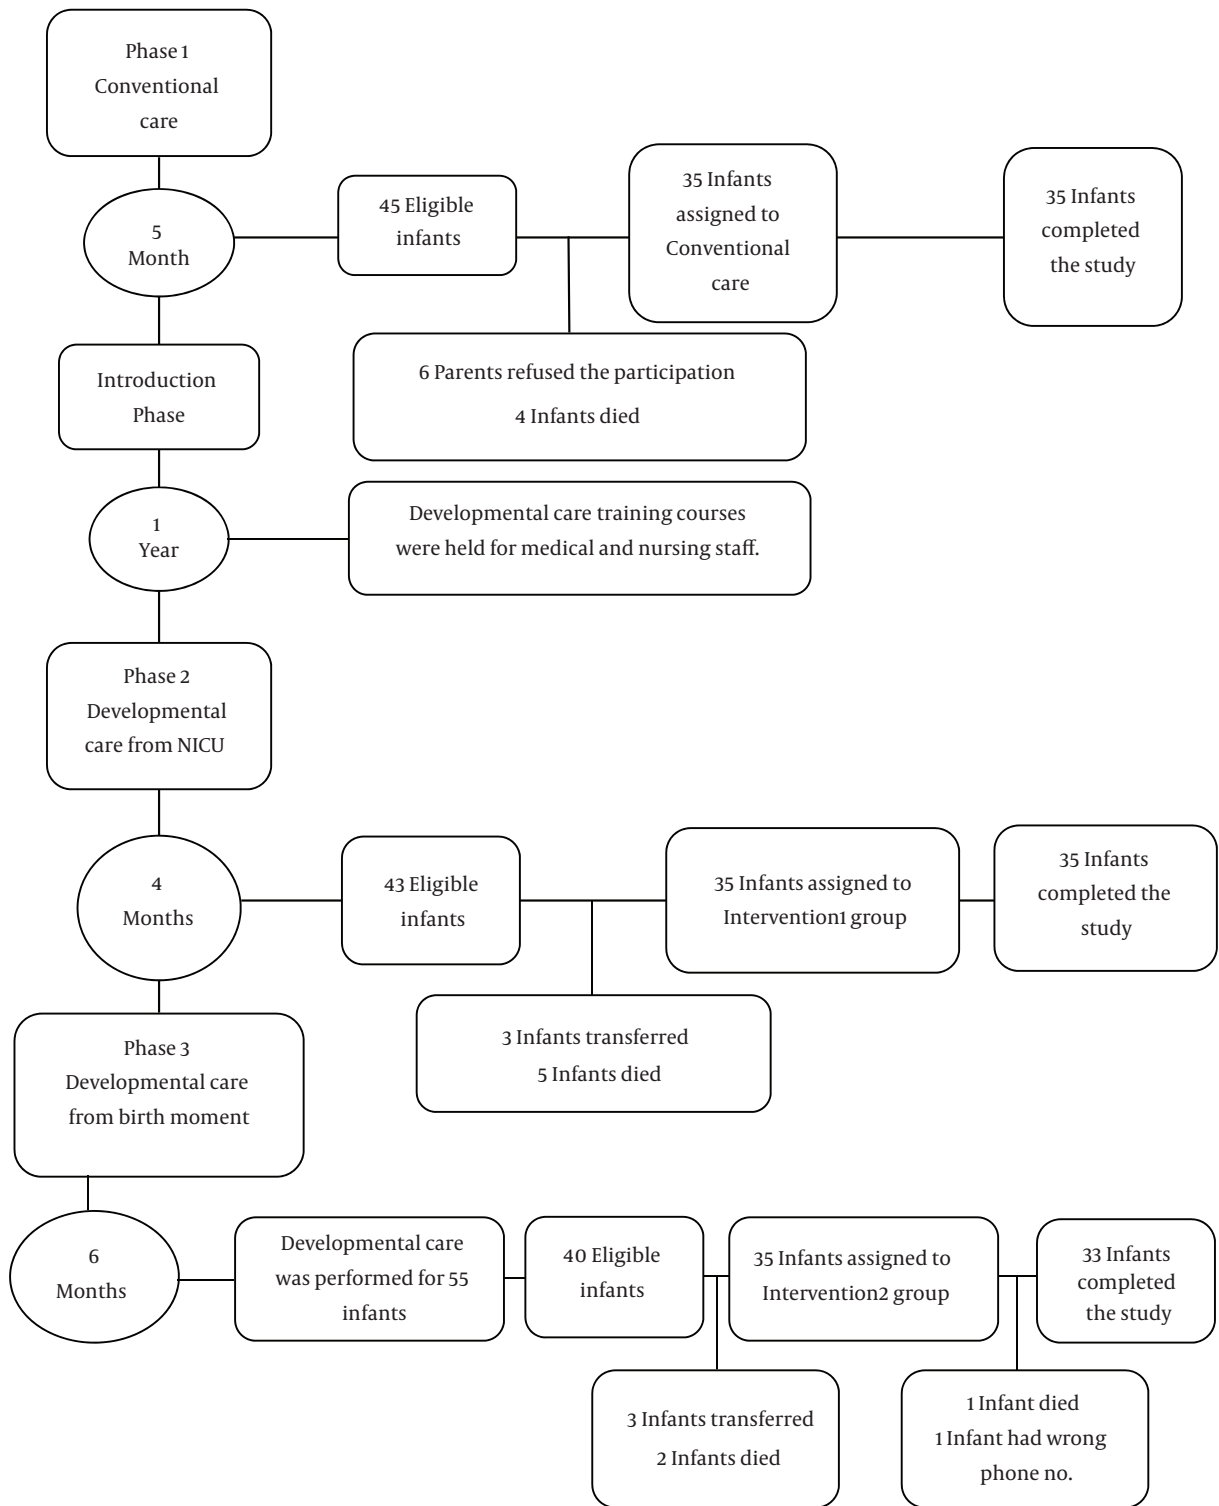 Phase 1
Conventional
care
5
Month
45 Eligible
infants
35 Infants
assigned to
Conventional
care
35 Infants
completed
the study
6 Parents refused the participation
4 Infants died
Introduction
Phase
1
Year
Developmental care training courses
were held for medical and nursing staff.
Phase 2
Developmental
care from NICU
4
Months
43 Eligible
infants
35 Infants assigned to
Intervention1 group
35 Infants
completed the
study
3 Infants transferred
5 Infants died
Phase 3
Developmental care
from birth moment
6
Months
Developmental care
was performed for 55
infants
40 Eligible
infants
35 Infants assigned to
Intervention2 group
33 Infants
completed
the study
3 Infants transferred
2 Infants died
1 Infant died
1 Infant had wrong
phone no.